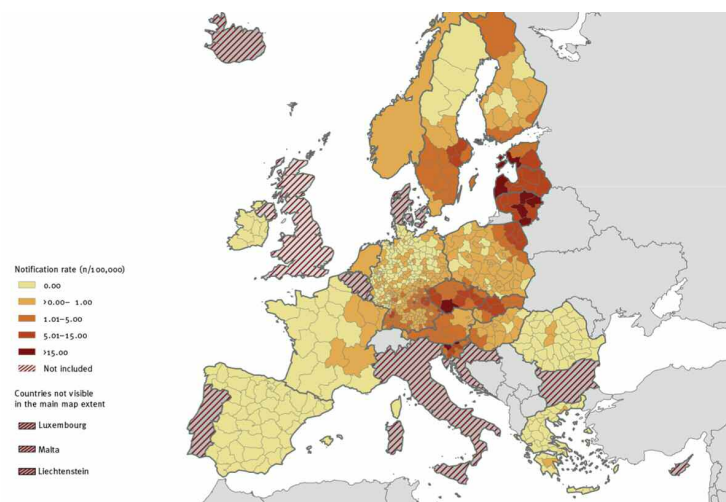 Notification rate (n/100,000)
0.00
>0.00– 1.00
1.01–5.00
5.01–15.00
>15.00
Not included
Countries not visible
in the main map extent
Luxembourg
Malta
Liechtenstein